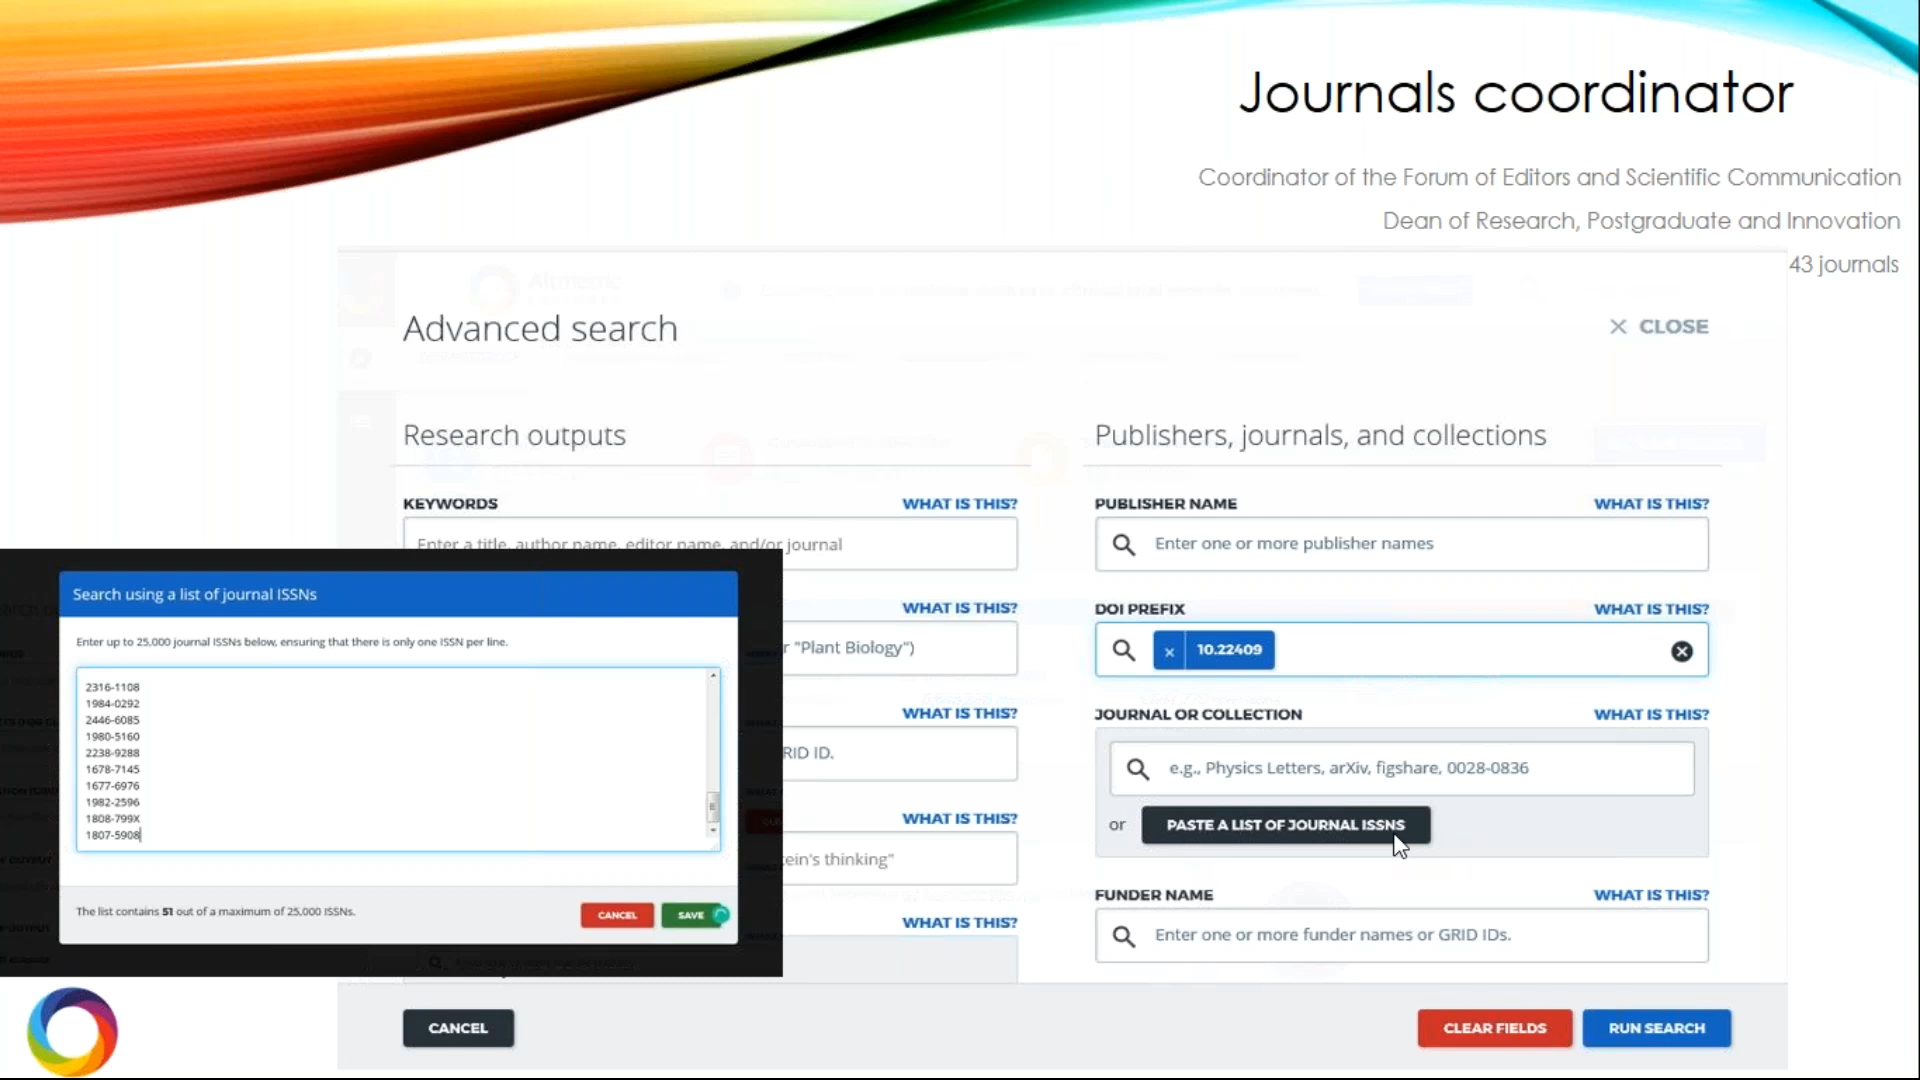 Journals coordinator
Coordinator of the Forum of Editors and Scientific Communication
Dean of Research, Postgraduate and Innovation
43 journals
Altmetric
Advanced search
× CLOSE
Research outputs
KEYWORDS WHAT IS THIS?
Enter a title, author name, editor name, and/or journal
WHAT IS THIS?
"Plant Biology")
WHAT IS THIS?
RID ID.
WHAT IS THIS?
tein's thinking"
WHAT IS THIS?
Publishers, journals, and collections
PUBLISHER NAME WHAT IS THIS?
Enter one or more publisher names
DOI PREFIX WHAT IS THIS?
× 10.22409
JOURNAL OR COLLECTION WHAT IS THIS?
e.g., Physics Letters, arXiv, figshare, 0028-0836
or PASTE A LIST OF JOURNAL ISSNS
FUNDER NAME WHAT IS THIS?
Enter one or more funder names or GRID IDs.
Search using a list of journal ISSNs
Enter up to 25,000 journal ISSNs below, ensuring that there is only one ISSN per line.
2316-1108
1984-0292
2446-6085
1980-5160
2238-9288
1678-7145
1677-6976
1982-2596
1808-799X
1807-5908
The list contains 51 out of a maximum of 25,000 ISSNs.
CANCEL SAVE
CANCEL CLEAR FIELDS RUN SEARCH